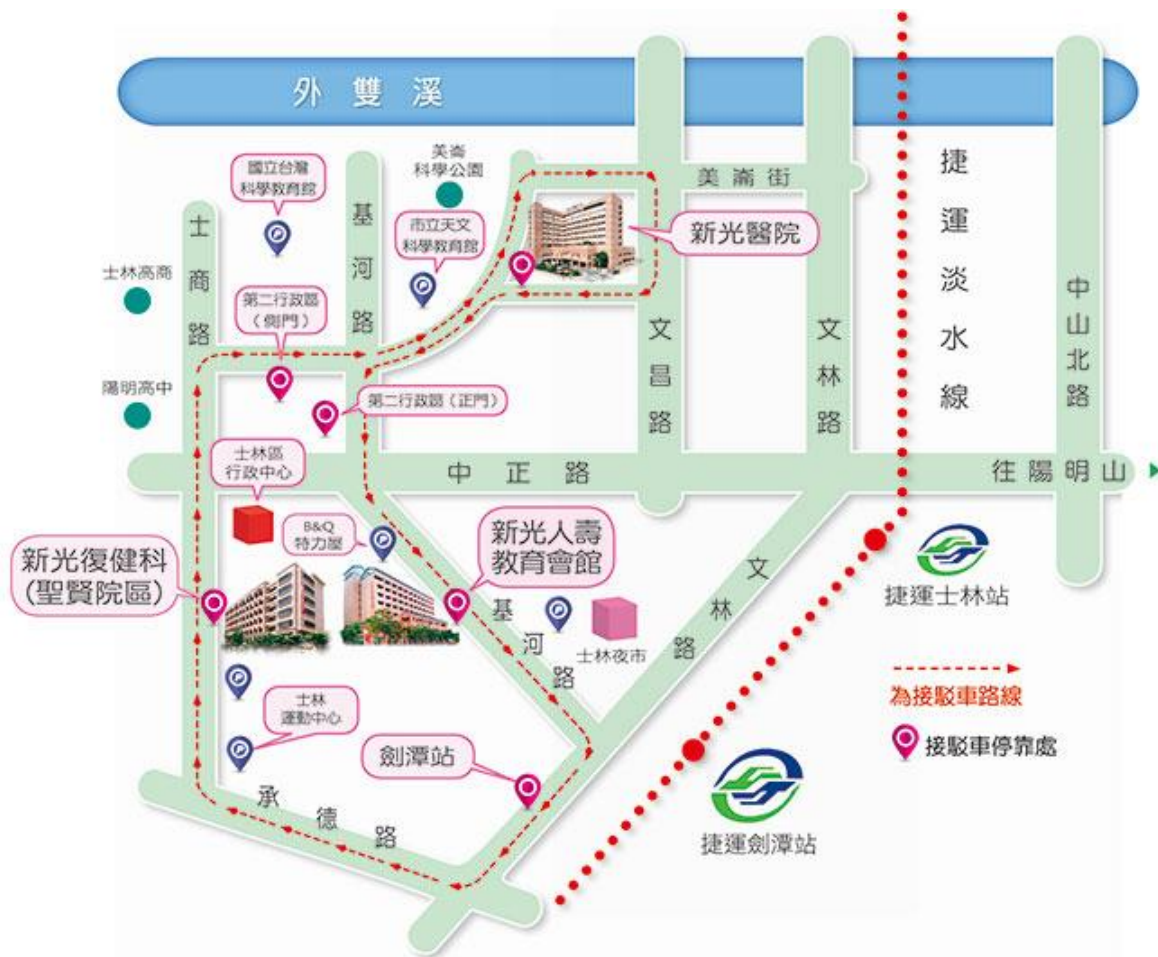 外雙溪
國立台灣
科學教育館
美崙
科學公園
市立天文
科學教育館
基河路
士商路
美崙街
新光醫院
捷運淡水線
中山北路
士林高商
第二行政區
(側門)
陽明高中
第二行政區(正門)
文昌路
文林路
士林區
行政中心
中正路
往陽明山
B&Q
特力屋
新光人壽
教育會館
新光復健科
(聖賢院區)
基河路
士林夜市
文林路
捷運士林站
為接駁車路線
接駁車停靠處
士林
運動中心
劍潭站
承德路
捷運劍潭站